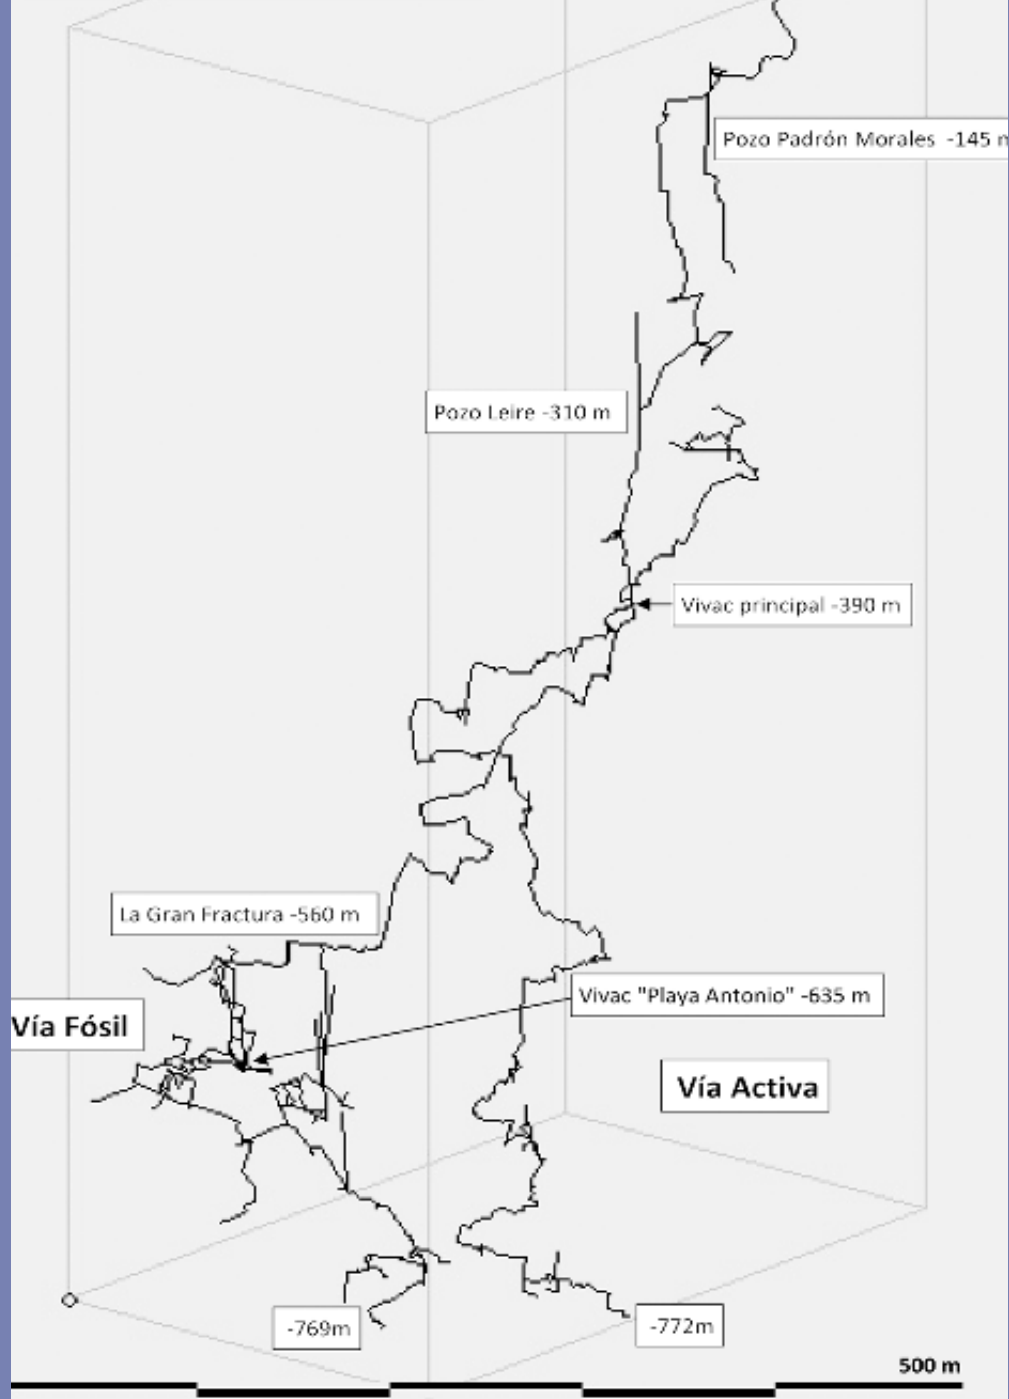 Pozo Padrón Morales -145 m
Pozo Leire -310 m
Vivac principal -390 m
La Gran Fractura -560 m
Vivac "Playa Antonio" -635 m
Vía Fósil
Vía Activa
-769m
-772m
500 m